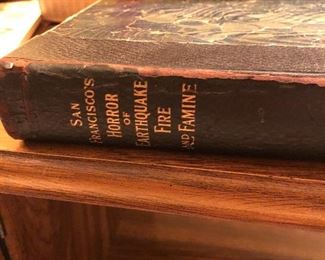 SAN
FRANCISCO'S
HORROR
OF
EARTHQUAKE
FIRE
AND FAMINE